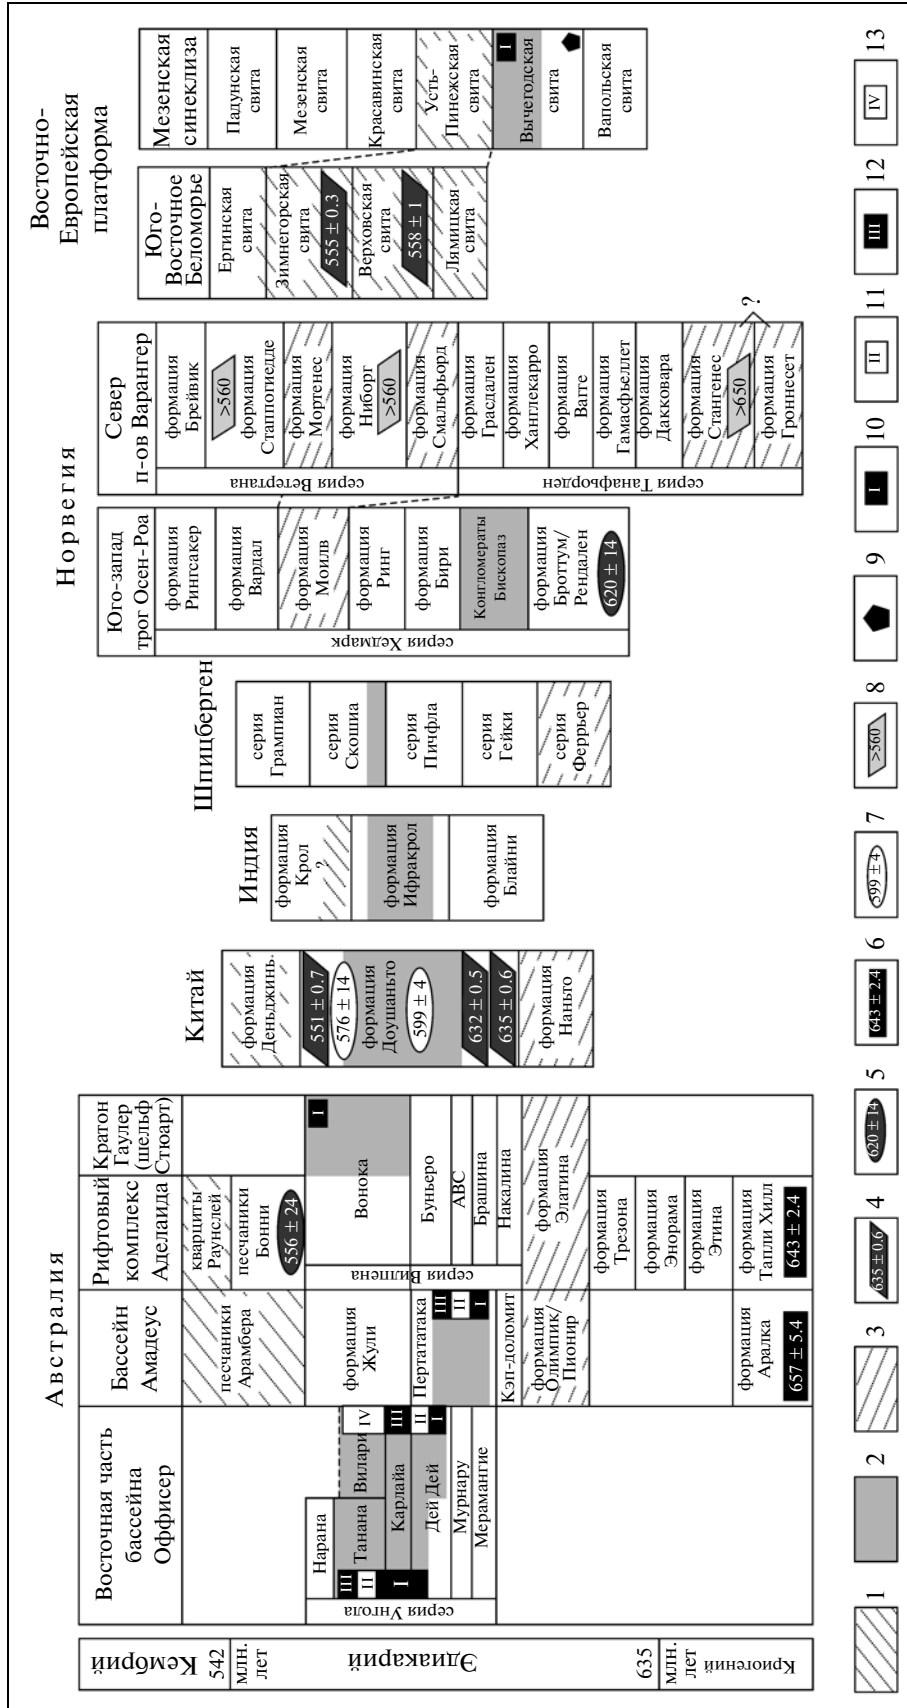 Австралия
Кембрий
542
млн.
лет
Эдиакарий
635
млн.
лет
Криогений
Восточная часть
бассейна
Оффисер
серия Унгола
Нарана
Танана
Вилари
Карлайа
Дей Дей
Мурнару
Мерамангие
III
II
I
IV
III
II
I
Бассейн
Амадеус
песчаники
Арамбера
формация
Жули
Пертататака
III
II
I
Кэп-доломит
формация
Олимпик/
Пионир
формация
Аралка
657 ± 5.4
Рифтовый
комплекс
Аделаида
Кратон
Гаулер
(шельф
Стюарт)
кварциты
Раунслей
песчаники
Бонни
556 ± 24
серия Вилпена
Вонока
I
Буньеро
АВС
Брашина
Накалина
формация
Элатина
формация
Трезона
формация
Энорама
формация
Этина
формация
Тапли Хилл
643 ± 2.4
Китай
формация
Деньджинь.
551 ± 0.7
576 ± 14
формация
Доушаньто
599 ± 4
632 ± 0.5
635 ± 0.6
формация
Наньто
Индия
формация
Крол
?
формация
Ифракрол
формация
Блайни
Шпицберген
серия
Грампиан
серия
Скошиа
серия
Пичфла
серия
Гейки
серия
Феррьер
Норвегия
Юго-запад
трог Осен-Роа
серия Хедмарк
формация
Рингсакер
формация
Вардал
формация
Моилв
формация
Ринг
формация
Бири
Конгломераты
Бископаз
формация
Броттум/
Рендален
620 ± 14
Север
п-ов Варангер
серия Ветертана
серия Танафьорден
формация
Брейвик
>560
формация
Стаппогиедде
формация
Мортенес
формация
Ниборг
>560
формация
Смальфьорд
формация
Грасдален
формация
Ханглекарро
формация
Вагге
формация
Гамасфьеллет
формация
Дакковара
формация
Стангенес
>650
формация
Гроннесет
?
Восточно-
Европейская
платформа
Юго-
Восточное
Беломорье
Ергинская
свита
Зимнегорская
свита
555 ± 0.3
Верховская
свита
558 ± 1
Лямицкая
свита
Мезенская
синеклиза
Падунская
свита
Мезенская
свита
Красавинская
свита
Усть-
Пинежская
свита
I
Вычегодская
свита
Вапольская
свита
1
2
3
635 ± 0.6
4
620 ± 14
5
643 ± 2.4
6
599 ± 4
7
>560
8
9
I
10
II
11
III
12
IV
13